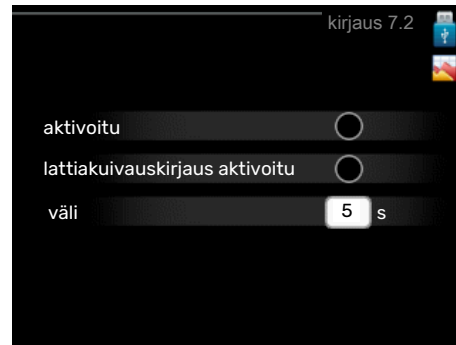 kirjaus 7.2
aktivoitu
lattiakuivauskirjaus aktivoitu
väli 5 s